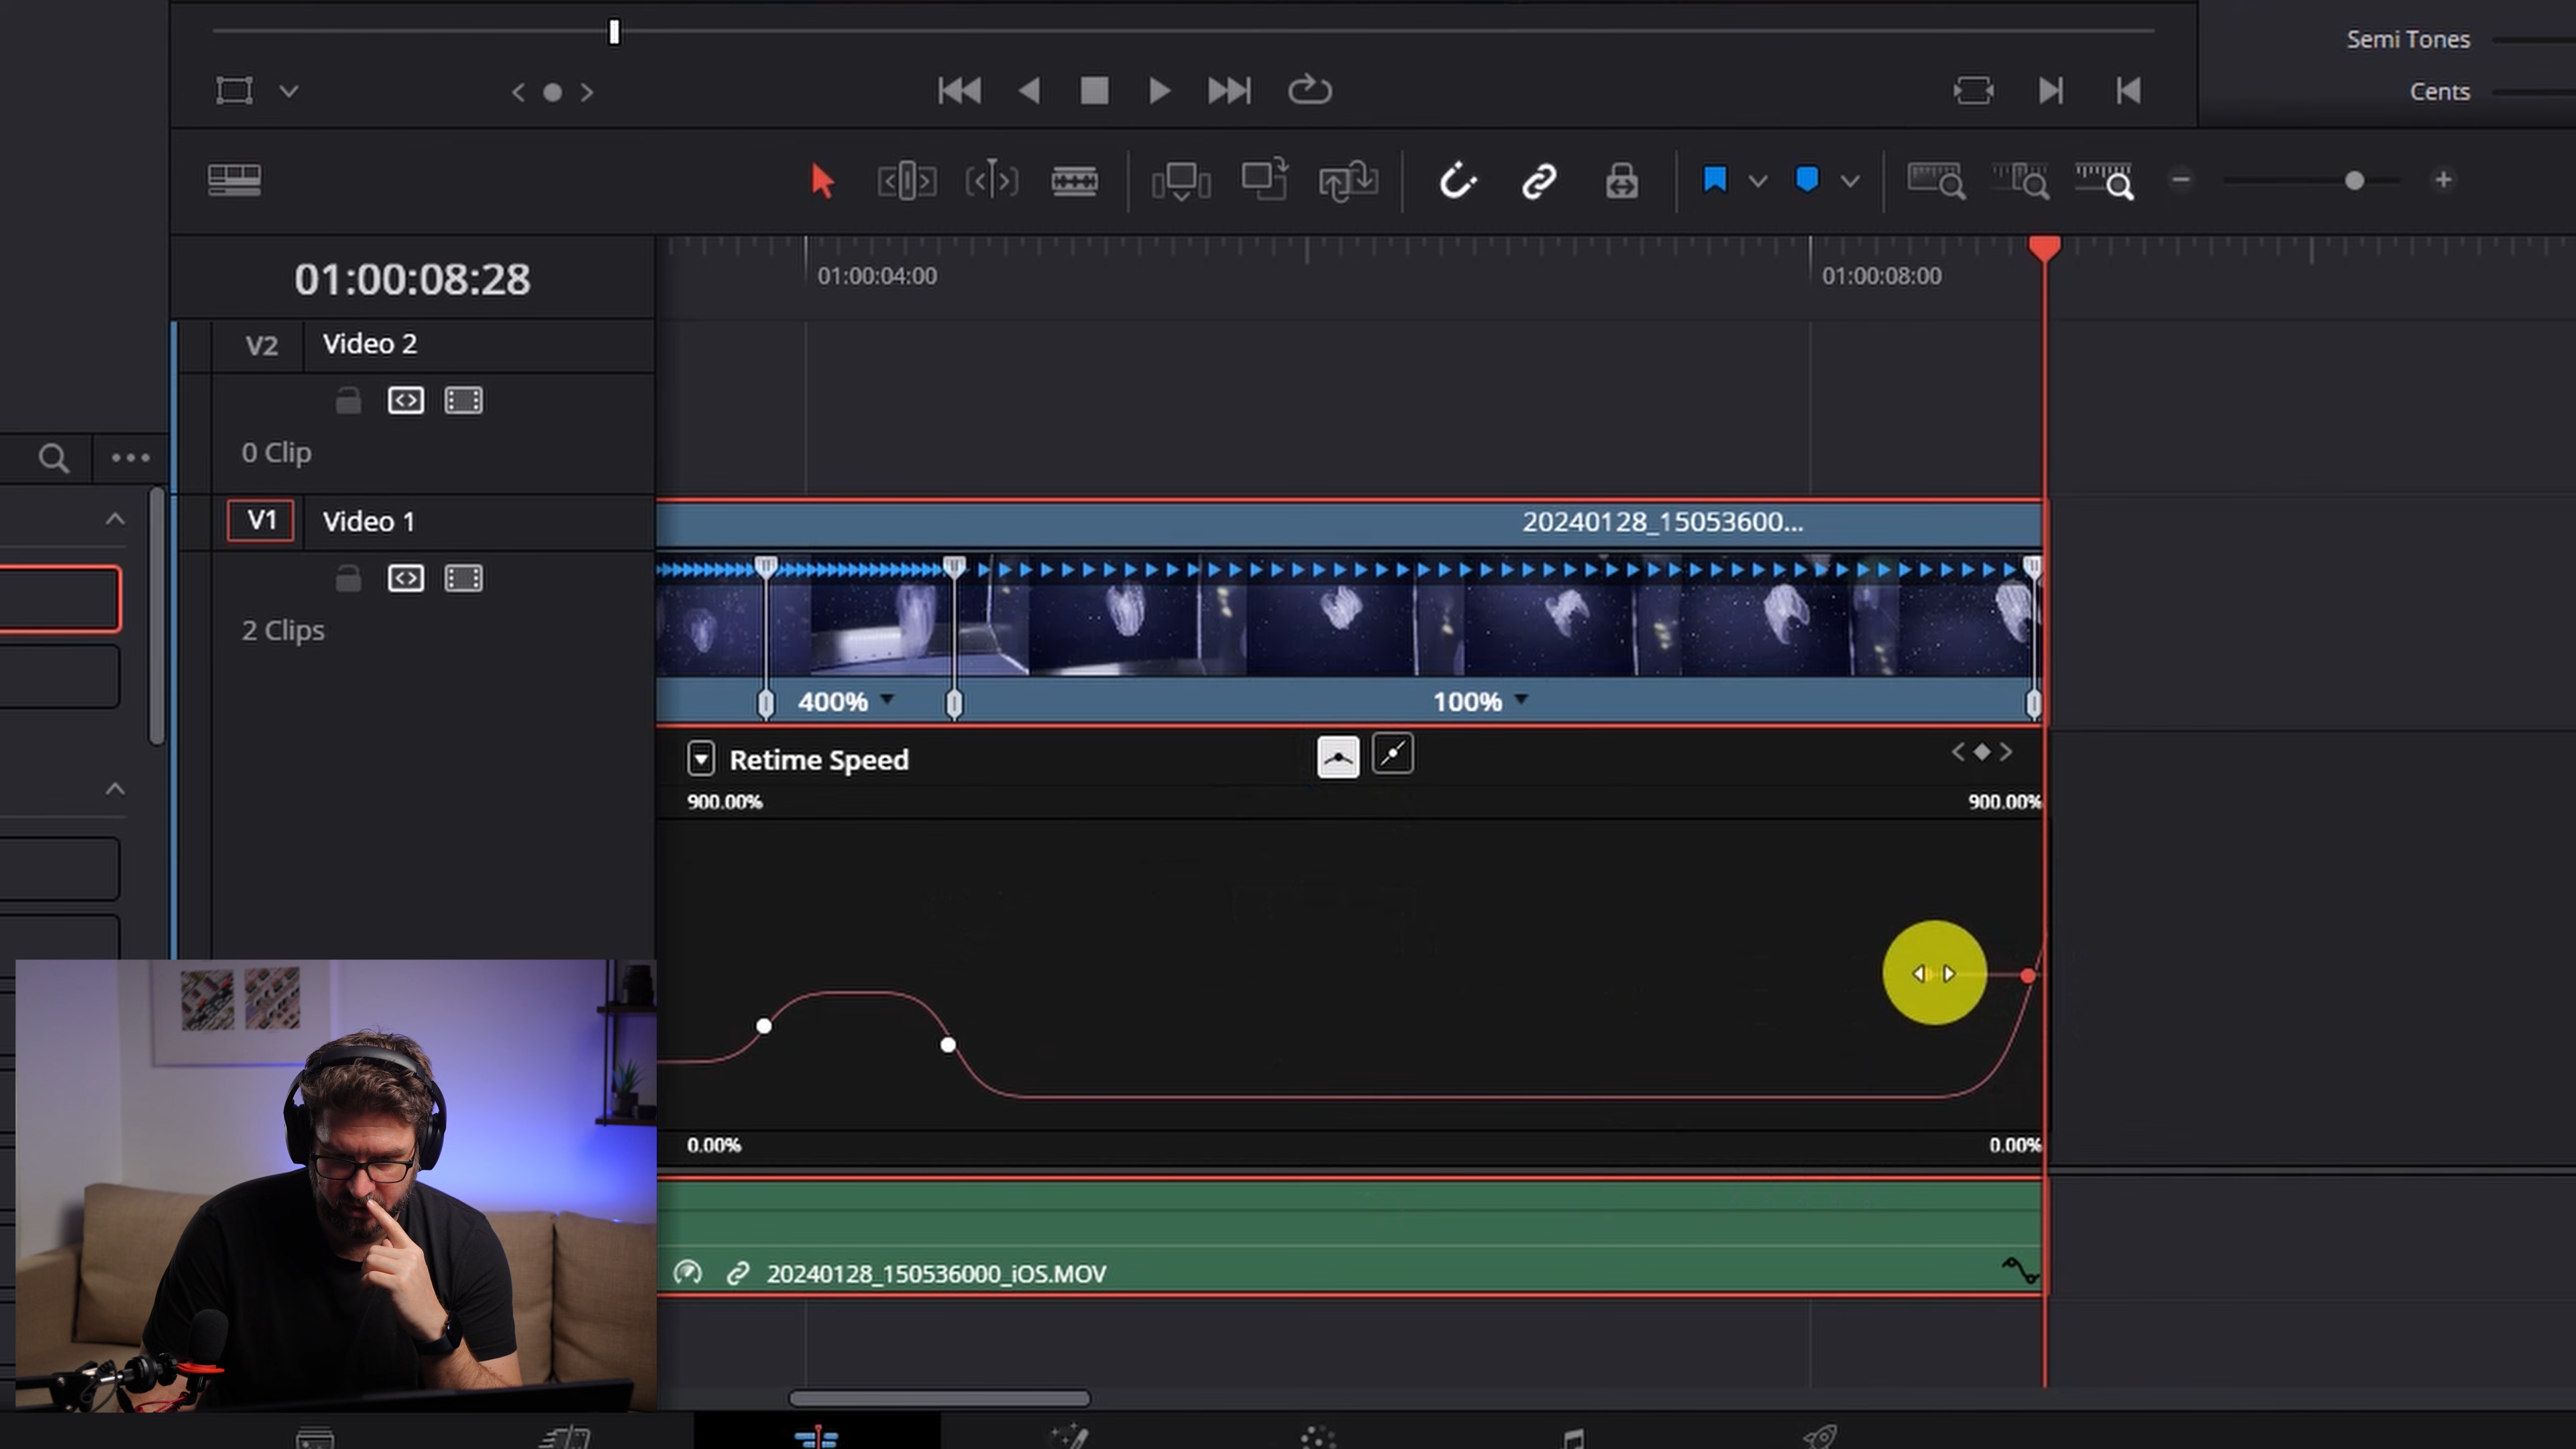 Semi Tones
Cents
01:00:08:28
01:00:04:00
01:00:08:00
V2 Video 2
0 Clip
V1 Video 1
2 Clips
20240128_15053600...
400%
100%
Retime Speed
900.00%
900.00%
0.00%
0.00%
20240128_150536000_iOS.MOV